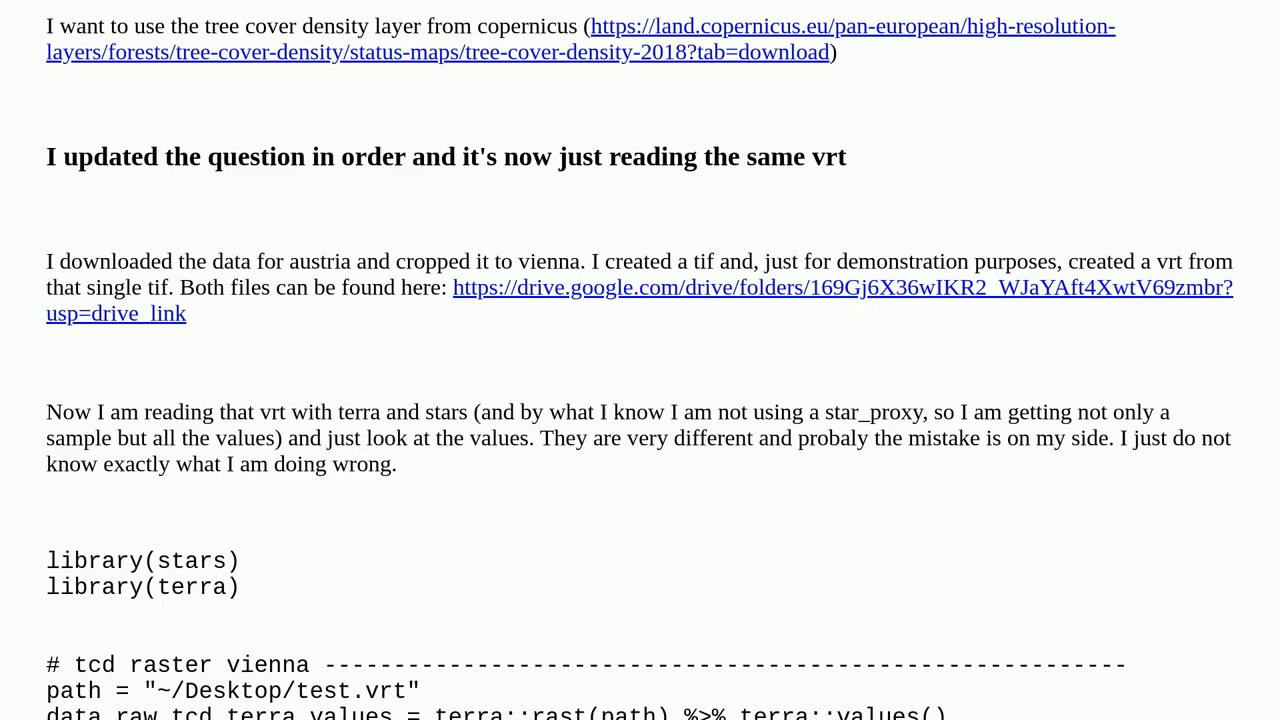 I want to use the tree cover density layer from copernicus (https://land.copernicus.eu/pan-european/high-resolution-
layers/forests/tree-cover-density/status-maps/tree-cover-density-2018?tab=download)
I updated the question in order and it's now just reading the same vrt
I downloaded the data for austria and cropped it to vienna. I created a tif and, just for demonstration purposes, created a vrt from
that single tif. Both files can be found here: https://drive.google.com/drive/folders/169Gj6X36wIKR2_WJaYAft4XwtV69zmbr?
usp=drive_link
Now I am reading that vrt with terra and stars (and by what I know I am not using a star_proxy, so I am getting not only a
sample but all the values) and just look at the values. They are very different and probaly the mistake is on my side. I just do not
know exactly what I am doing wrong.
library(stars)
library(terra)
# tcd raster vienna ----------------------------------------------------------
path = "~/Desktop/test.vrt"
data_raw_tcd_terra_values = terra::rast(path) %>% terra::values()